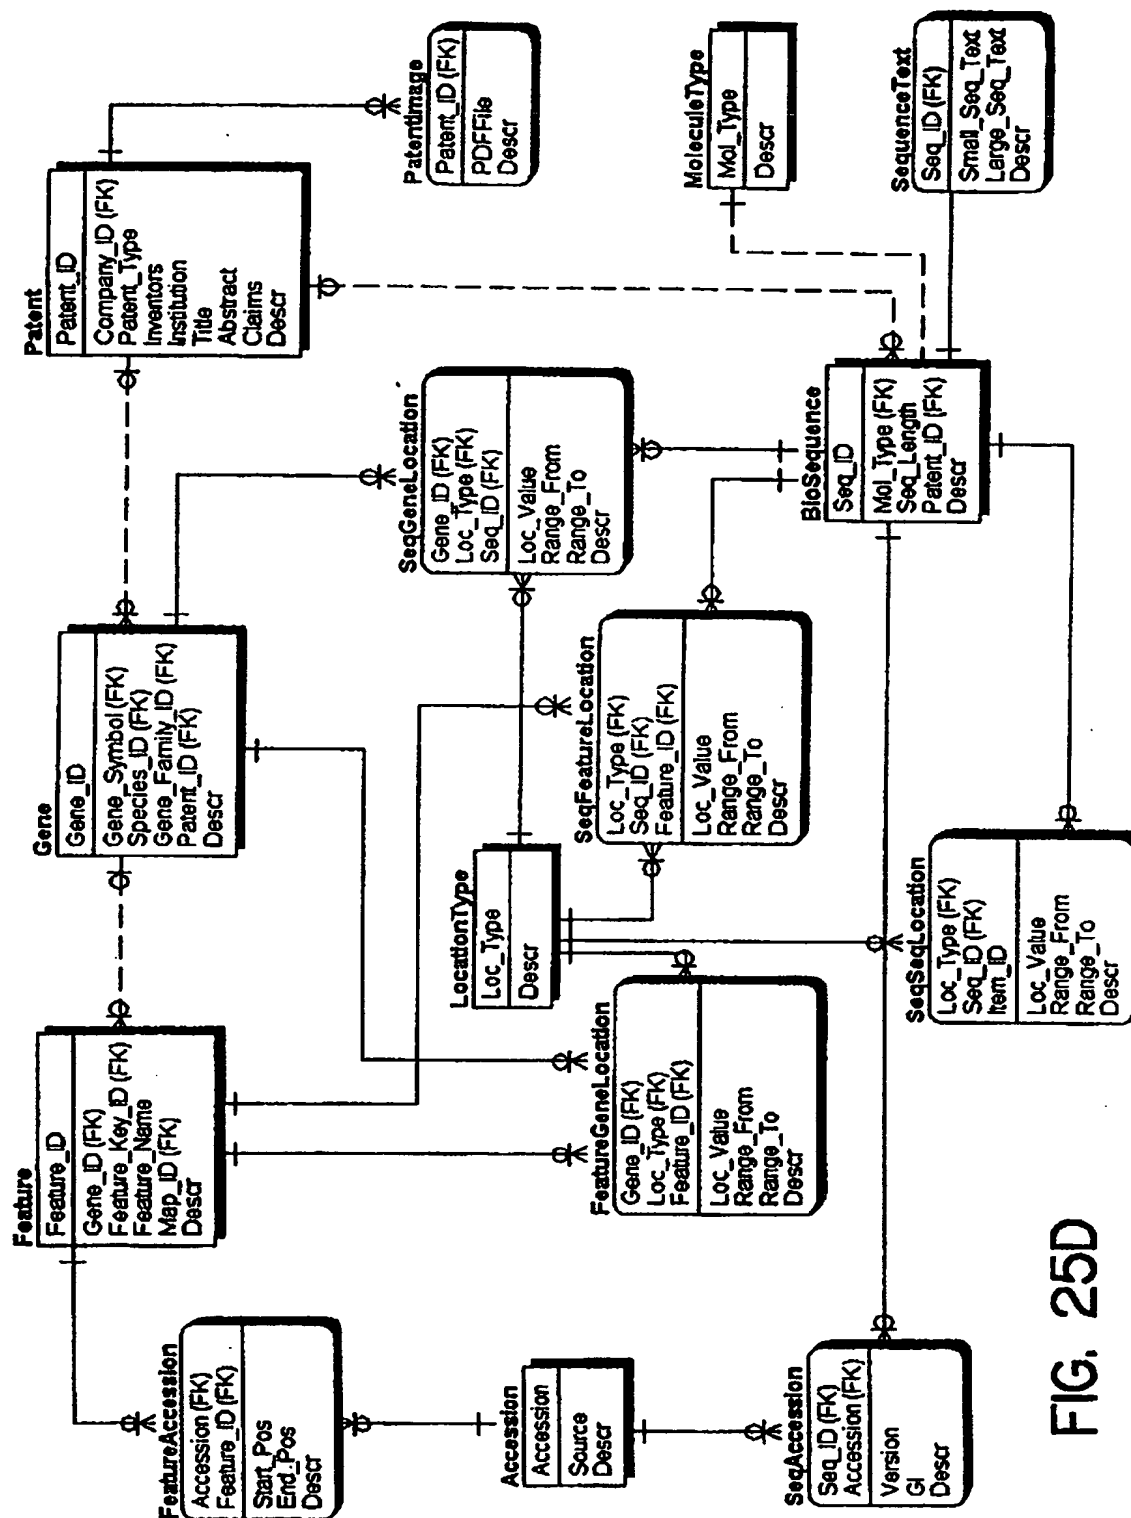 Feature
Feature_ID
Gene_ID (FK)
Feature_Key_ID (FK)
Feature_Name
Map_ID (FK)
Descr
Gene
Gene_ID
Gene_Symbol (FK)
Species_ID (FK)
Gene_Family_ID (FK)
Patent_ID (FK)
Descr
Patent
Patent_ID
Company_ID (FK)
Patent_Type
Inventors
Institution
Title
Abstract
Claims
Descr
PatentImage
Patent_ID (FK)
PDFFile
Descr
FeatureAccession
Accession (FK)
Feature_ID (FK)
Start_Pos
End_Pos
Descr
Accession
Accession
Source
Descr
SeqAccession
Seq_ID (FK)
Accession (FK)
Version
GI
Descr
FeatureGeneLocation
Gene_ID (FK)
Loc_Type (FK)
Feature_ID (FK)
Loc_Value
Range_From
Range_To
Descr
LocationType
Loc_Type
Descr
SeqFeatureLocation
Loc_Type (FK)
Seq_ID (FK)
Feature_ID (FK)
Loc_Value
Range_From
Range_To
Descr
SeqGeneLocation
Gene_ID (FK)
Loc_Type (FK)
Seq_ID (FK)
Loc_Value
Range_From
Range_To
Descr
MoleculeType
Mol_Type
Descr
SequenceText
Seq_ID (FK)
Small_Seq_Text
Large_Seq_Text
Descr
BioSequence
Seq_ID
Mol_Type (FK)
Seq_Length
Patent_ID (FK)
Descr
SeqSeqLocation
Loc_Type (FK)
Seq_ID (FK)
Item_ID
Loc_Value
Range_From
Range_To
Descr
FIG. 25D